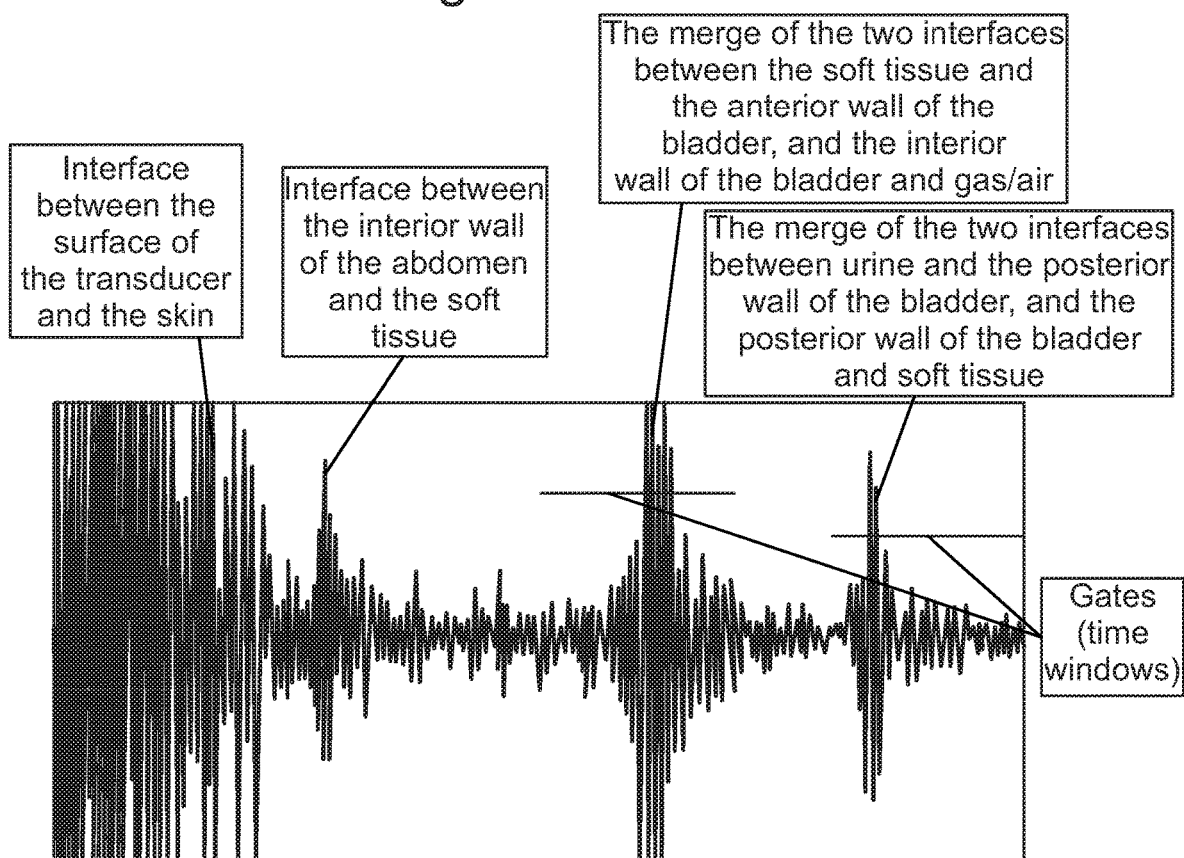 The merge of the two interfaces
between the soft tissue and
the anterior wall of the
bladder, and the interior
wall of the bladder and gas/air
Interface
between the
surface of
the transducer
and the skin
Interface between
the interior wall
of the abdomen
and the soft
tissue
The merge of the two interfaces
between urine and the posterior
wall of the bladder, and the
posterior wall of the bladder
and soft tissue
Gates
(time
windows)